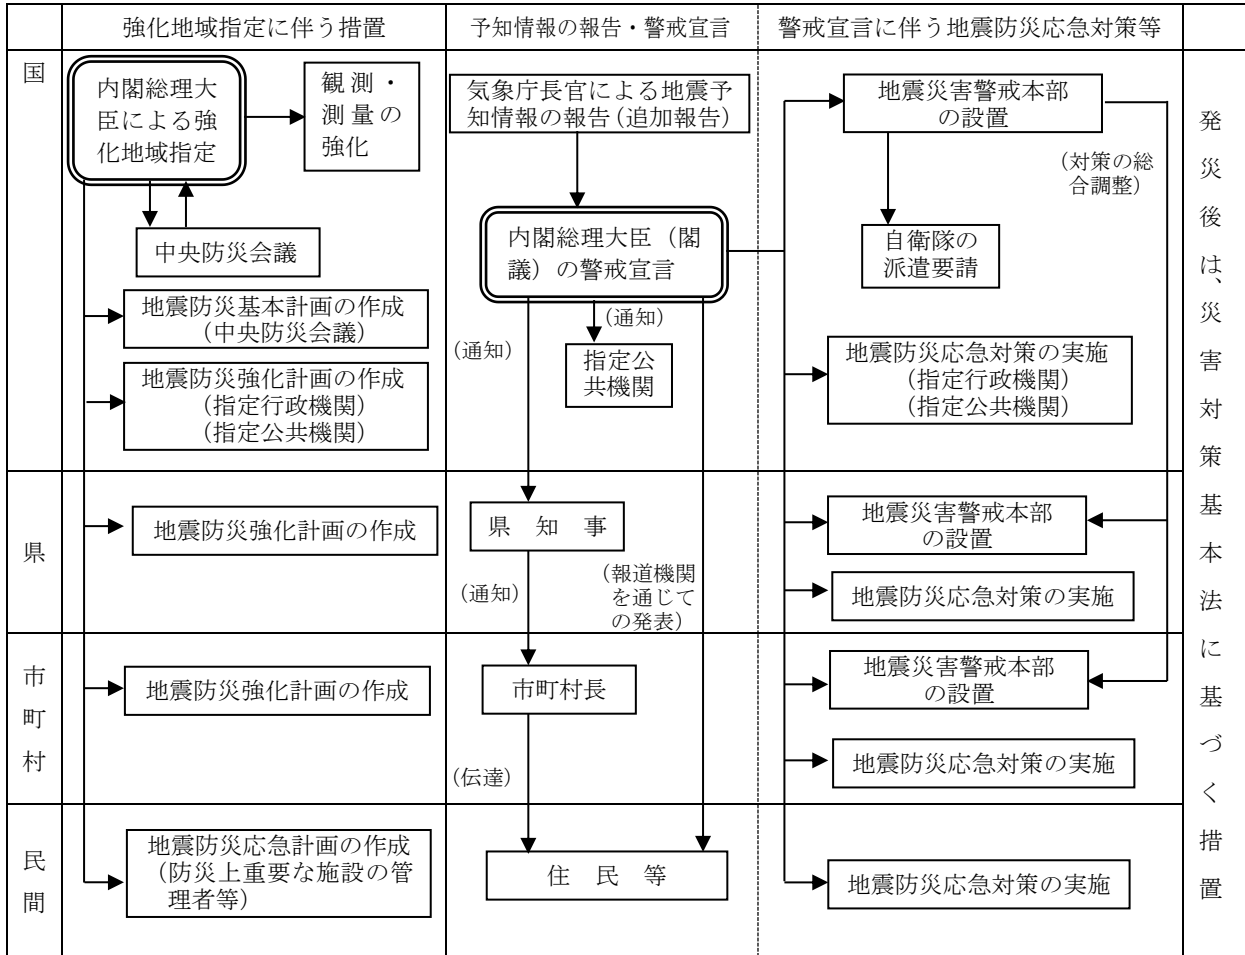 強化地域指定に伴う措置
予知情報の報告・警戒宣言
警戒宣言に伴う地震防災応急対策等
国
内閣総理大
臣による強
化地域指定
観測・
測量の
強化
中央防災会議
地震防災基本計画の作成
(中央防災会議)
地震防災強化計画の作成
(指定行政機関)
(指定公共機関)
気象庁長官による地震予
知情報の報告(追加報告)
内閣総理大臣(閣
議)の警戒宣言
(通知)
(通知)
指定公
共機関
地震災害警戒本部
の設置
(対策の総
合調整)
自衛隊の
派遣要請
地震防災応急対策の実施
(指定行政機関)
(指定公共機関)
県
地震防災強化計画の作成
県知事
(通知)
(報道機関
を通じて
の発表)
地震災害警戒本部
の設置
地震防災応急対策の実施
市町村
地震防災強化計画の作成
市町村長
(伝達)
地震災害警戒本部
の設置
地震防災応急対策の実施
民間
地震防災応急計画の作成
(防災上重要な施設の管
理者等)
住民等
地震防災応急対策の実施
発災後は、災害対策基本法に基づく措置